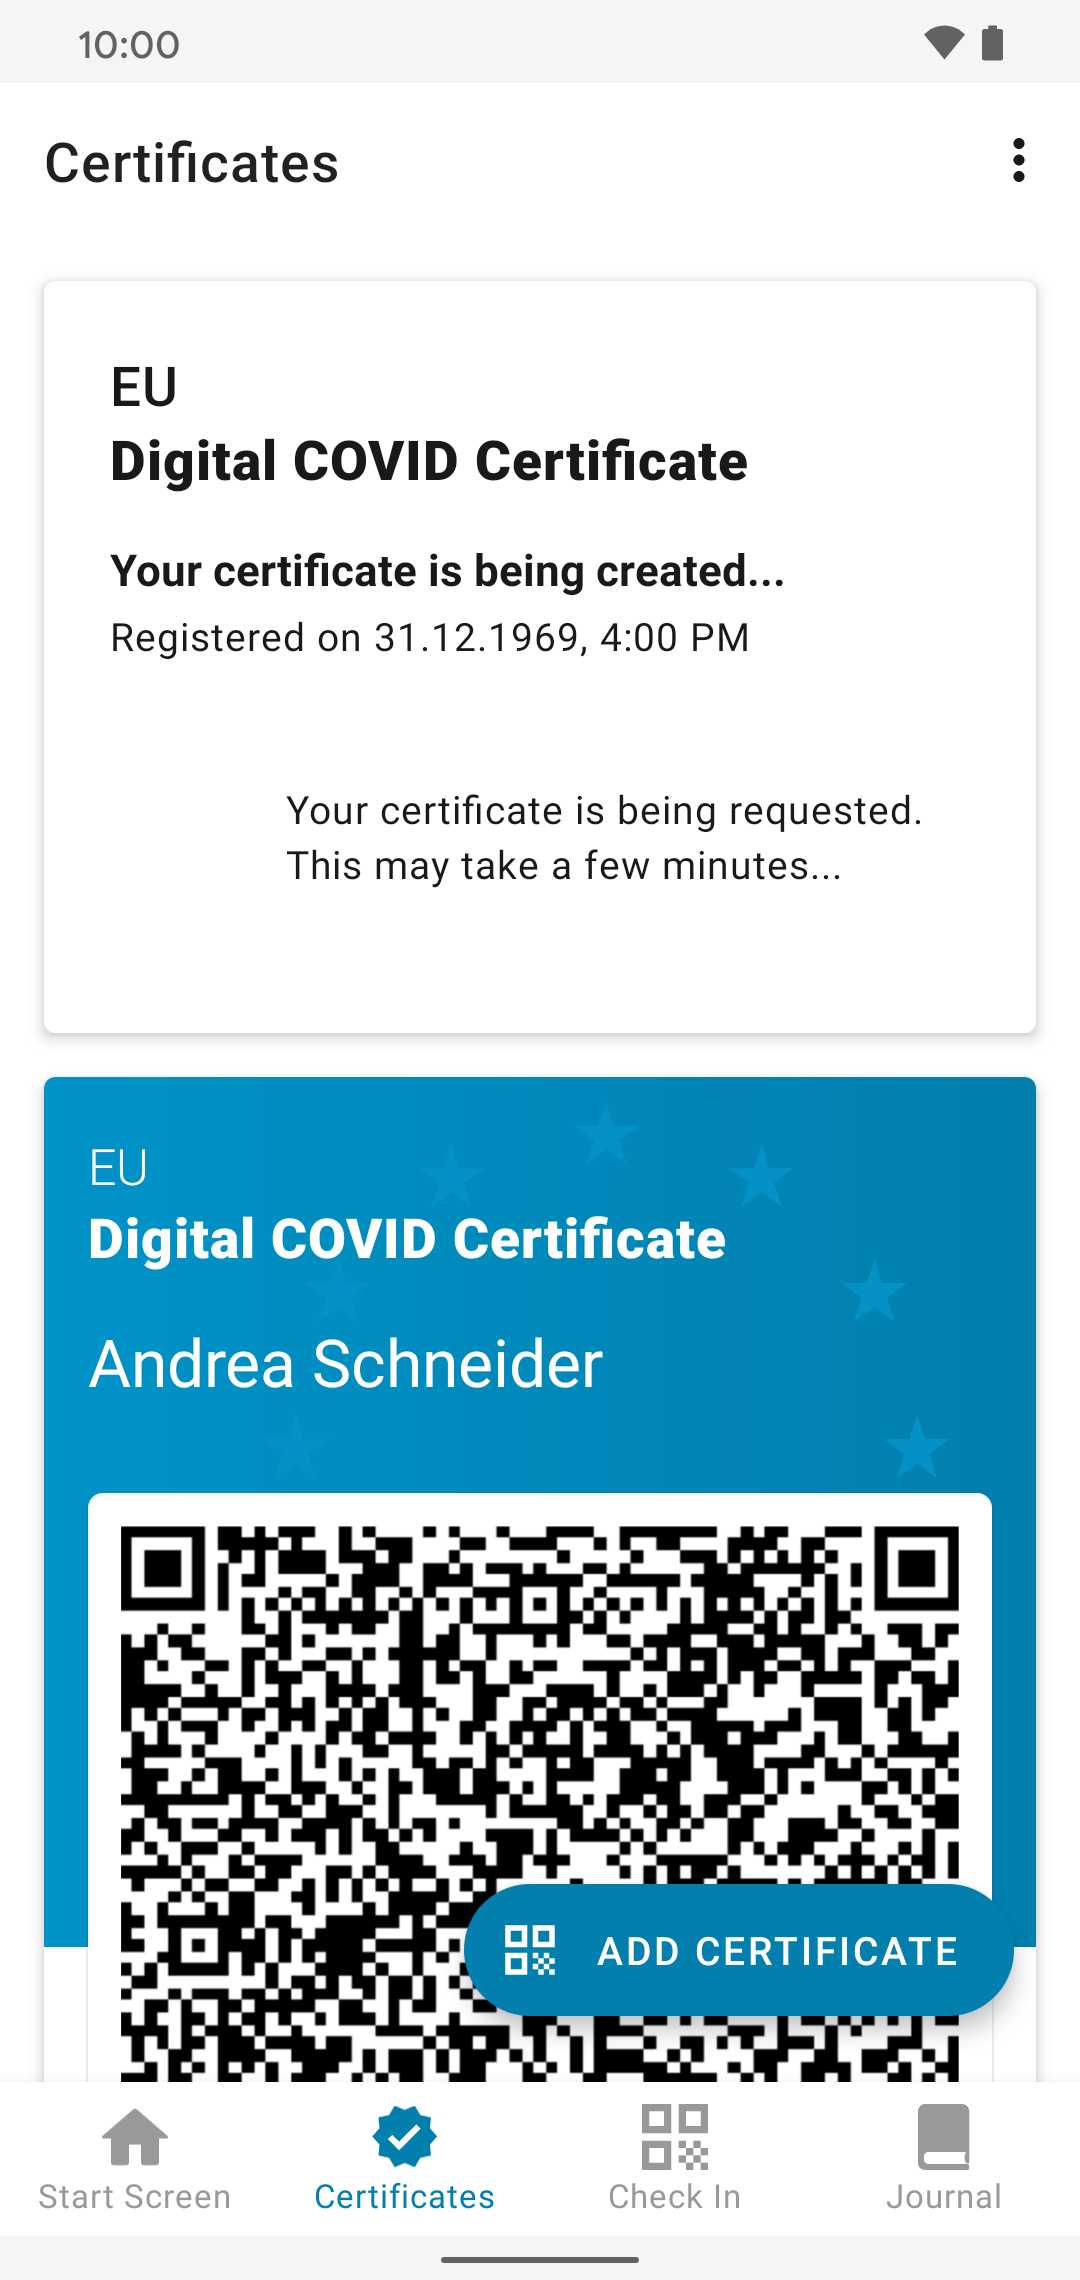 10:00
Certificates
EU
Digital COVID Certificate
Your certificate is being created...
Registered on 31.12.1969, 4:00 PM
Your certificate is being requested.
This may take a few minutes...
EU
Digital COVID Certificate
Andrea Schneider
ADD CERTIFICATE
Start Screen
Certificates
Check In
Journal